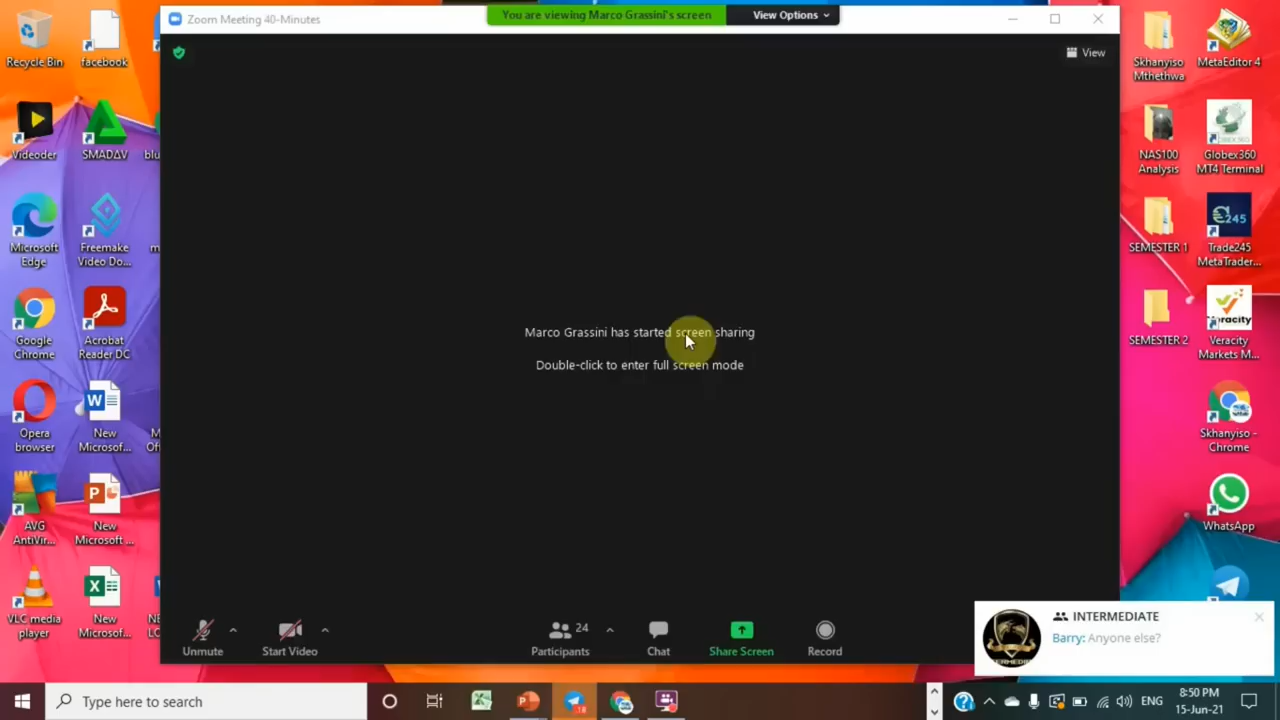 Zoom Meeting 40-Minutes
You are viewing Marco Grassini's screen
View Options
View
Recycle Bin
facebook
Videoder
SMADAV
Microsoft
Edge
Freemake
Video Do...
Google
Chrome
Acrobat
Reader DC
Opera
browser
New
Microsof...
AVG
AntiVir...
New
Microsoft ...
VLC media
player
New
Microsof...
Marco Grassini has started screen sharing
Double-click to enter full screen mode
Unmute
Start Video
24
Participants
Chat
Share Screen
Record
Skhanyiso
Mthethwa
MetaEditor 4
NAS100
Analysis
Globex360
MT4 Terminal
SEMESTER 1
€245
Trade245
MetaTrader...
SEMESTER 2
Veracity
Veracity
Markets M...
Skhanyiso -
Chrome
WhatsApp
INTERMEDIATE
Barry: Anyone else?
Type here to search
ENG
8:50 PM
15-Jun-21